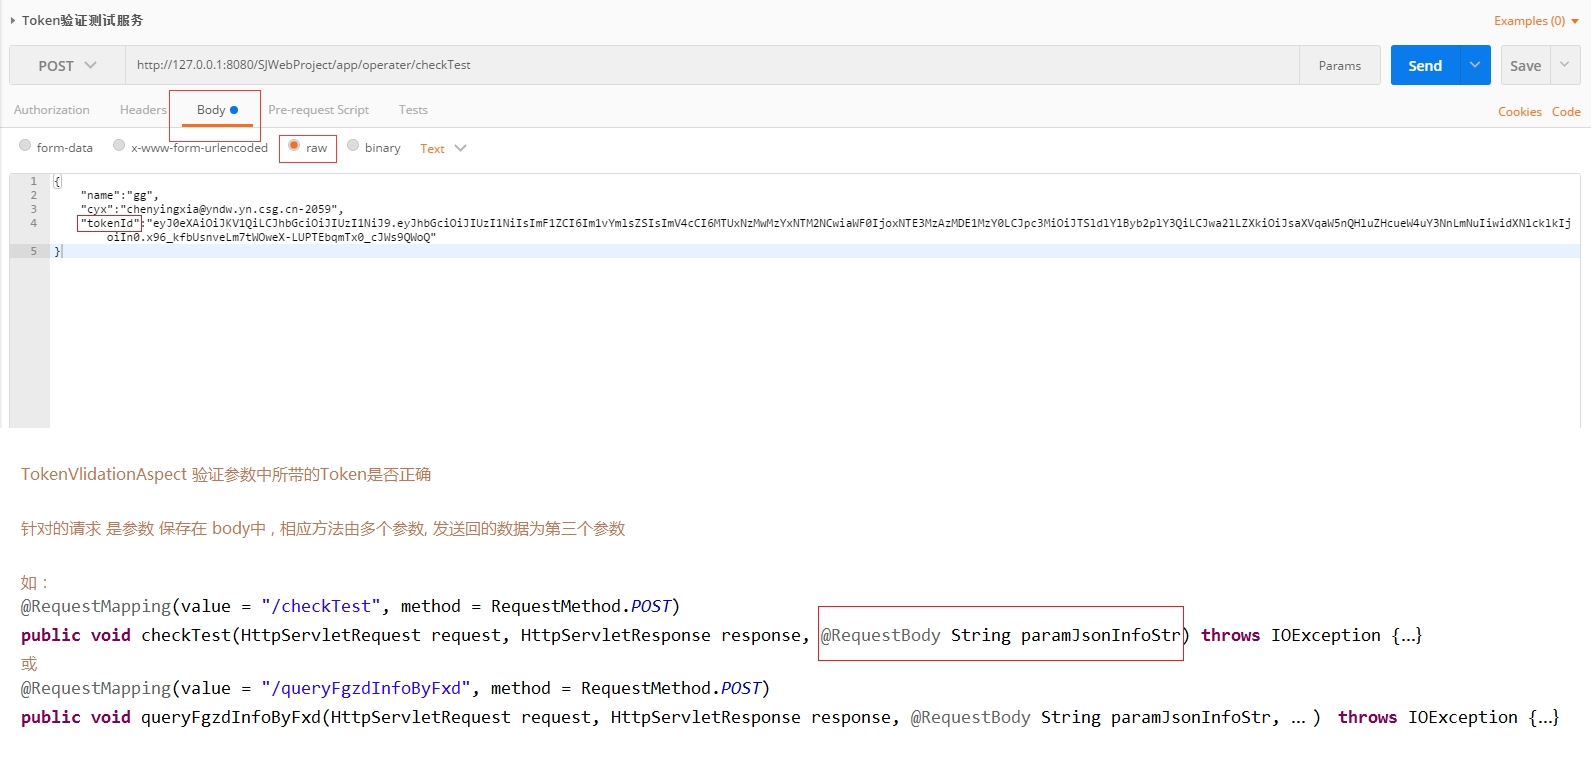 Token验证测试服务
Examples (0)
POST
http://127.0.0.1:8080/SJWebProject/app/operater/checkTest
Params
Send
Save
Authorization
Headers
Body
Pre-request Script
Tests
Cookies
Code
form-data
x-www-form-urlencoded
raw
binary
Text
1 {
2 "name":"gg",
3 "cyx":"chenyingxia@yndw.yn.csg.cn-2059",
4 "tokenId":"eyJ0eXAiOiJKV1QiLCJhbGciOiJIUzI1NiJ9.eyJhbGciOiJIUzI1NiIsImF1ZCI6Im1vYmlsZSIsImV4cCI6MTUxNzMwMzYxNTM2NCwiaWF0IjoxNTE3MzAzMDE1MzY0LCJpc3MiOiJTSldlYlByb2plY3QiLCJwa2lLZXkiOiJsaXVqaW5nQHluZHcueW4uY3NnLmNuIiwidXNlcklkIj
oiIn0.x96_kfbUsnveLm7tWOweX-LUPTEbqmTx0_cJWs9QWoQ"
5 }
TokenVlidationAspect 验证参数中所带的Token是否正确
针对的请求 是参数 保存在 body中 , 相应方法由多个参数, 发送回的数据为第三个参数
如：
@RequestMapping(value = "/checkTest", method = RequestMethod.POST)
public void checkTest(HttpServletRequest request, HttpServletResponse response, @RequestBody String paramJsonInfoStr) throws IOException {…}
或
@RequestMapping(value = "/queryFgzdInfoByFxd", method = RequestMethod.POST)
public void queryFgzdInfoByFxd(HttpServletRequest request, HttpServletResponse response, @RequestBody String paramJsonInfoStr, … ) throws IOException {…}